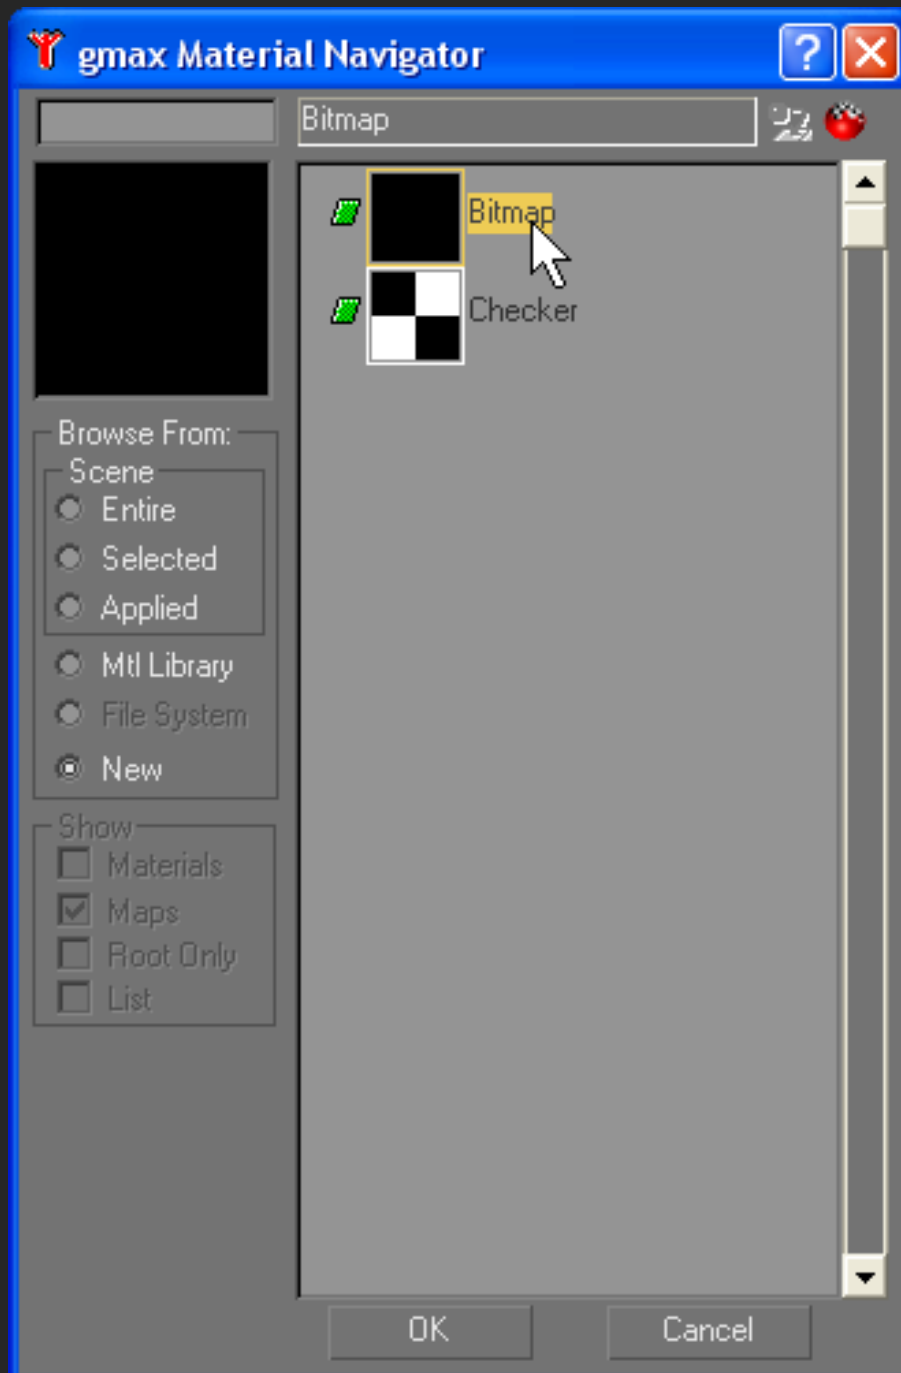 gmax Material Navigator
Bitmap
Bitmap
Checker
Browse From:
Scene
Entire
Selected
Applied
Mtl Library
File System
New
Show
Materials
Maps
Root Only
List
OK
Cancel